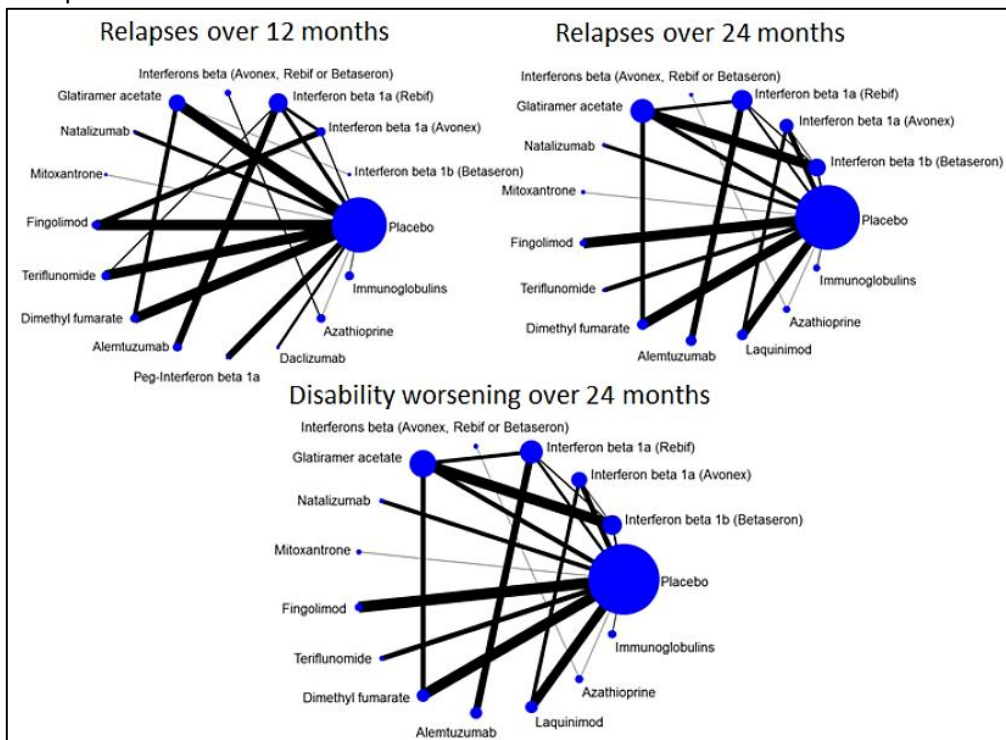 Relapses over 12 months
Interferons beta (Avonex, Rebif or Betaseron)
Glatiramer acetate
Interferon beta 1a (Rebif)
Natalizumab
Interferon beta 1a (Avonex)
Mitoxantrone
Interferon beta 1b (Betaseron)
Fingolimod
Placebo
Teriflunomide
Immunoglobulins
Dimethyl fumarate
Azathioprine
Alemtuzumab
Daclizumab
Peg-Interferon beta 1a
Relapses over 24 months
Interferons beta (Avonex, Rebif or Betaseron)
Interferon beta 1a (Rebif)
Glatiramer acetate
Interferon beta 1a (Avonex)
Natalizumab
Interferon beta 1b (Betaseron)
Mitoxantrone
Placebo
Fingolimod
Immunoglobulins
Teriflunomide
Azathioprine
Dimethyl fumarate
Laquinimod
Alemtuzumab
Disability worsening over 24 months
Interferons beta (Avonex, Rebif or Betaseron)
Interferon beta 1a (Rebif)
Glatiramer acetate
Interferon beta 1a (Avonex)
Natalizumab
Interferon beta 1b (Betaseron)
Mitoxantrone
Placebo
Fingolimod
Immunoglobulins
Teriflunomide
Azathioprine
Dimethyl fumarate
Laquinimod
Alemtuzumab